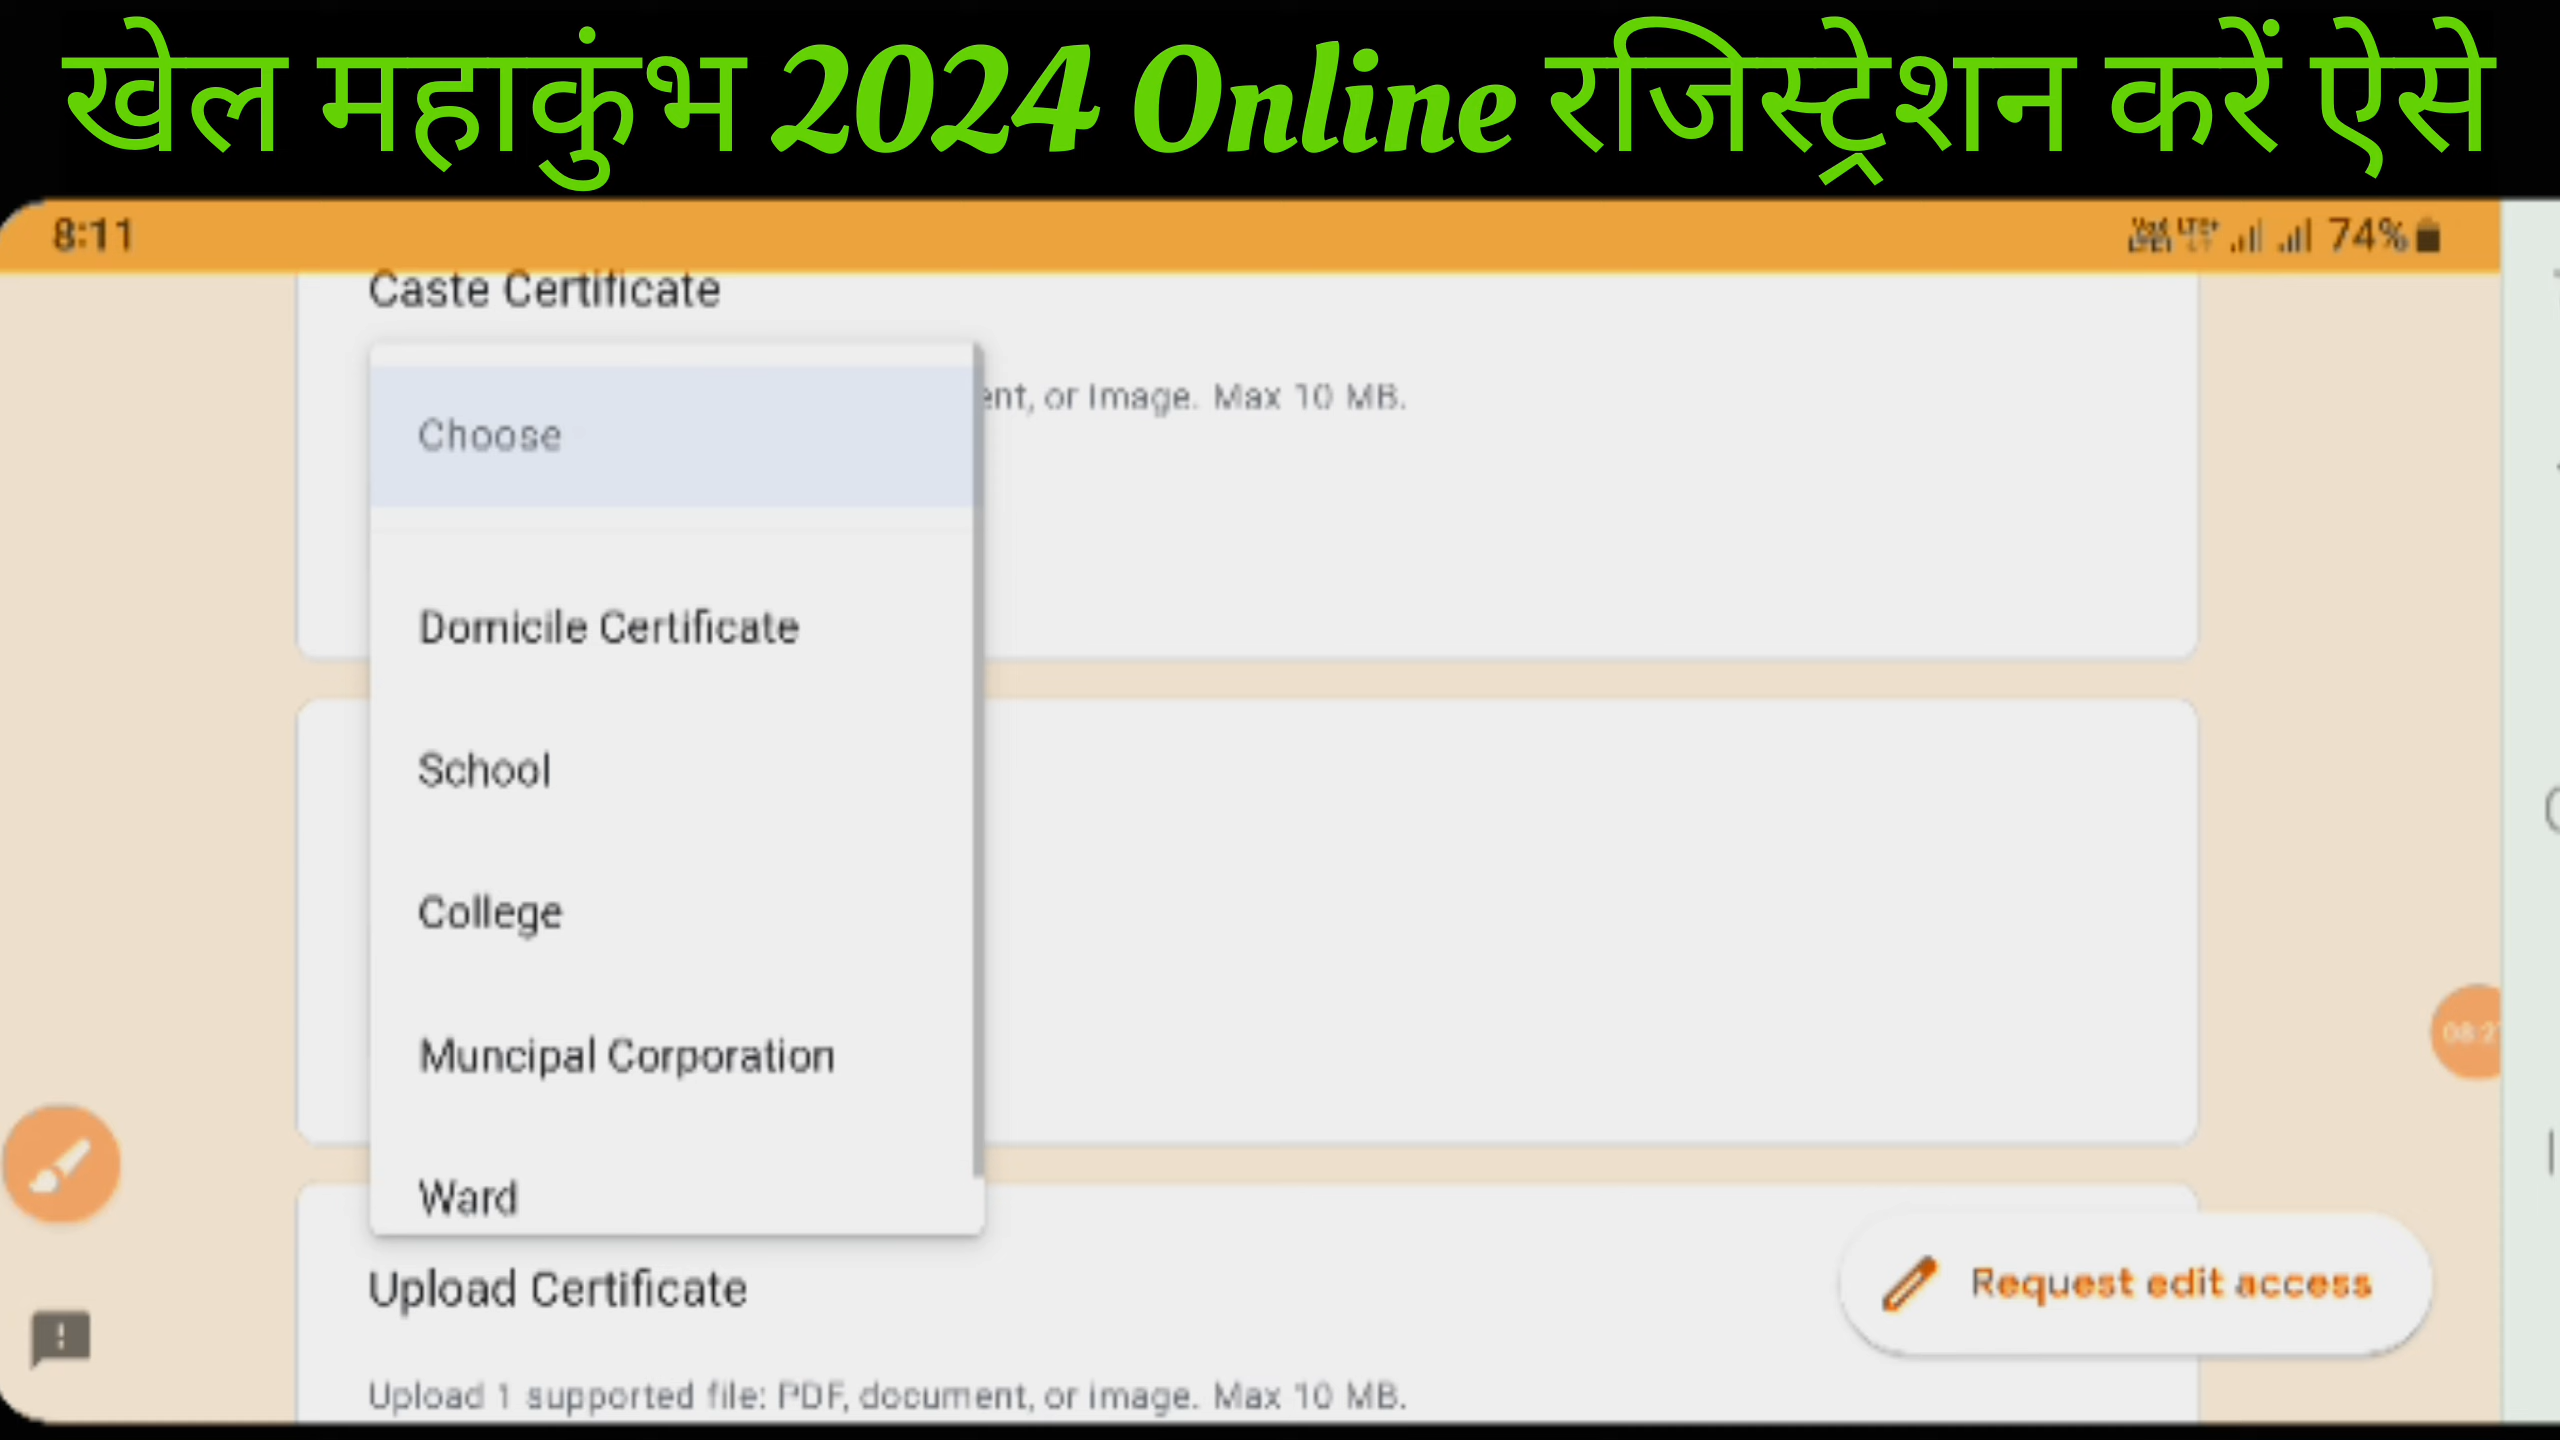 खेल महाकुंभ 2024 Online रजिस्ट्रेशन करें ऐसे
8:11
74%
Caste Certificate
ent, or image. Max 10 MB.
Choose
Domicile Certificate
School
College
Muncipal Corporation
Ward
Upload Certificate
Request edit access
Upload 1 supported file: PDF, document, or image. Max 10 MB.